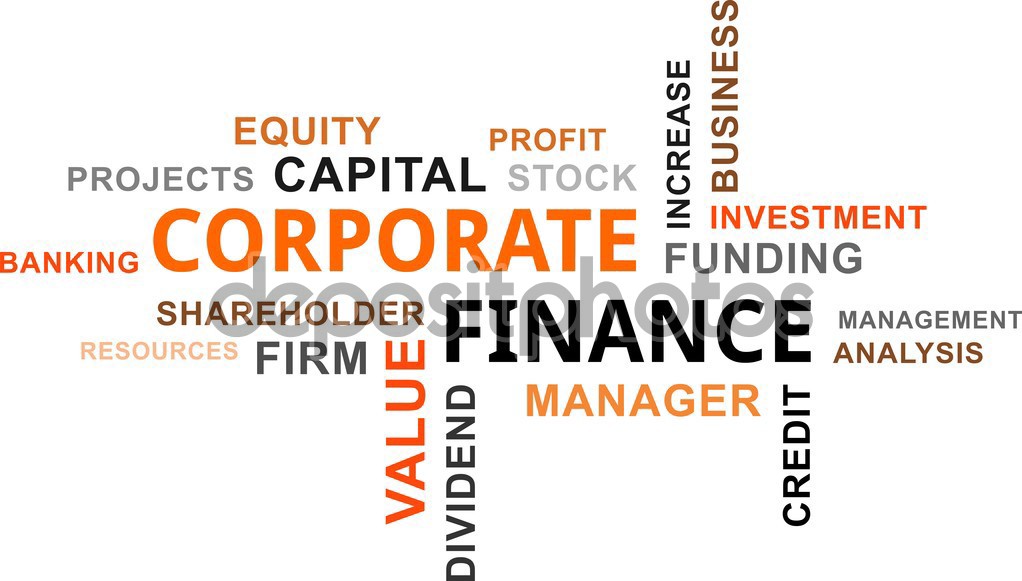 BUSINESS
INCREASE
EQUITY
PROFIT
PROJECTS CAPITAL STOCK
INVESTMENT
CORPORATE
BANKING
FUNDING
depositphotos
SHAREHOLDER
FINANCE
MANAGEMENT
RESOURCES
FIRM
ANALYSIS
VALUE
MANAGER
DIVIDEND
CREDIT